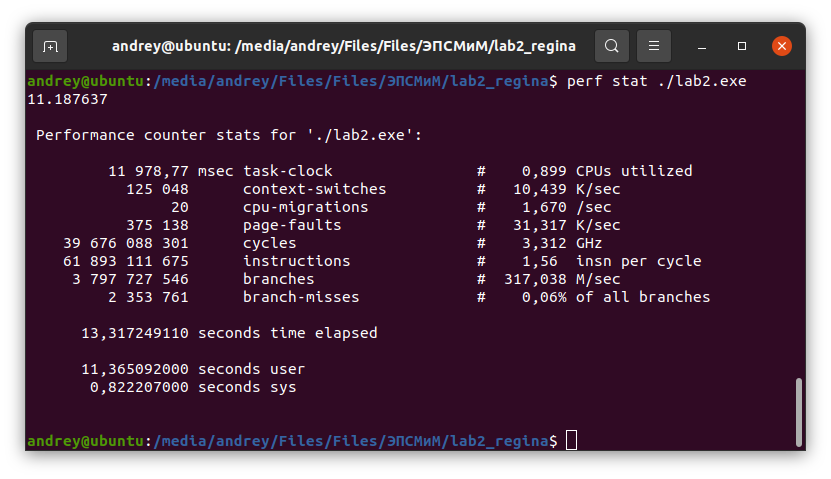 andrey@ubuntu: /media/andrey/Files/Files/ЭПСМиМ/lab2_regina
andrey@ubuntu:/media/andrey/Files/Files/ЭПСМиМ/lab2_regina$ perf stat ./lab2.exe
11.187637
Performance counter stats for './lab2.exe':
11 978,77 msec task-clock # 0,899 CPUs utilized
125 048 context-switches # 10,439 K/sec
20 cpu-migrations # 1,670 /sec
375 138 page-faults # 31,317 K/sec
39 676 088 301 cycles # 3,312 GHz
61 893 111 675 instructions # 1,56 insn per cycle
3 797 727 546 branches # 317,038 M/sec
2 353 761 branch-misses # 0,06% of all branches
13,317249110 seconds time elapsed
11,365092000 seconds user
0,822207000 seconds sys
andrey@ubuntu:/media/andrey/Files/Files/ЭПСМиМ/lab2_regina$